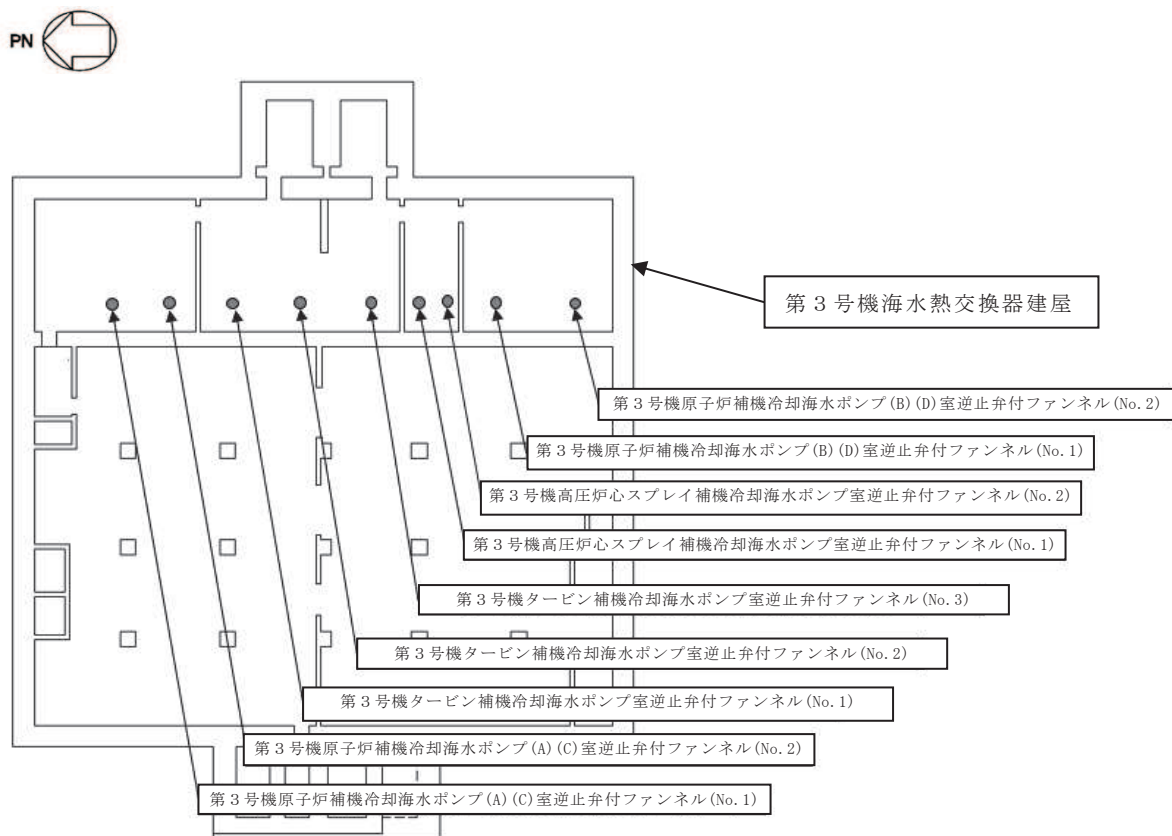 PN
第３号機海水熱交換器建屋
第３号機原子炉補機冷却海水ポンプ(B)(D)室逆止弁付ファンネル(No.2)
第３号機原子炉補機冷却海水ポンプ(B)(D)室逆止弁付ファンネル(No.1)
第３号機高圧炉心スプレイ補機冷却海水ポンプ室逆止弁付ファンネル(No.2)
第３号機高圧炉心スプレイ補機冷却海水ポンプ室逆止弁付ファンネル(No.1)
第３号機タービン補機冷却海水ポンプ室逆止弁付ファンネル(No.3)
第３号機タービン補機冷却海水ポンプ室逆止弁付ファンネル(No.2)
第３号機タービン補機冷却海水ポンプ室逆止弁付ファンネル(No.1)
第３号機原子炉補機冷却海水ポンプ(A)(C)室逆止弁付ファンネル(No.2)
第３号機原子炉補機冷却海水ポンプ(A)(C)室逆止弁付ファンネル(No.1)